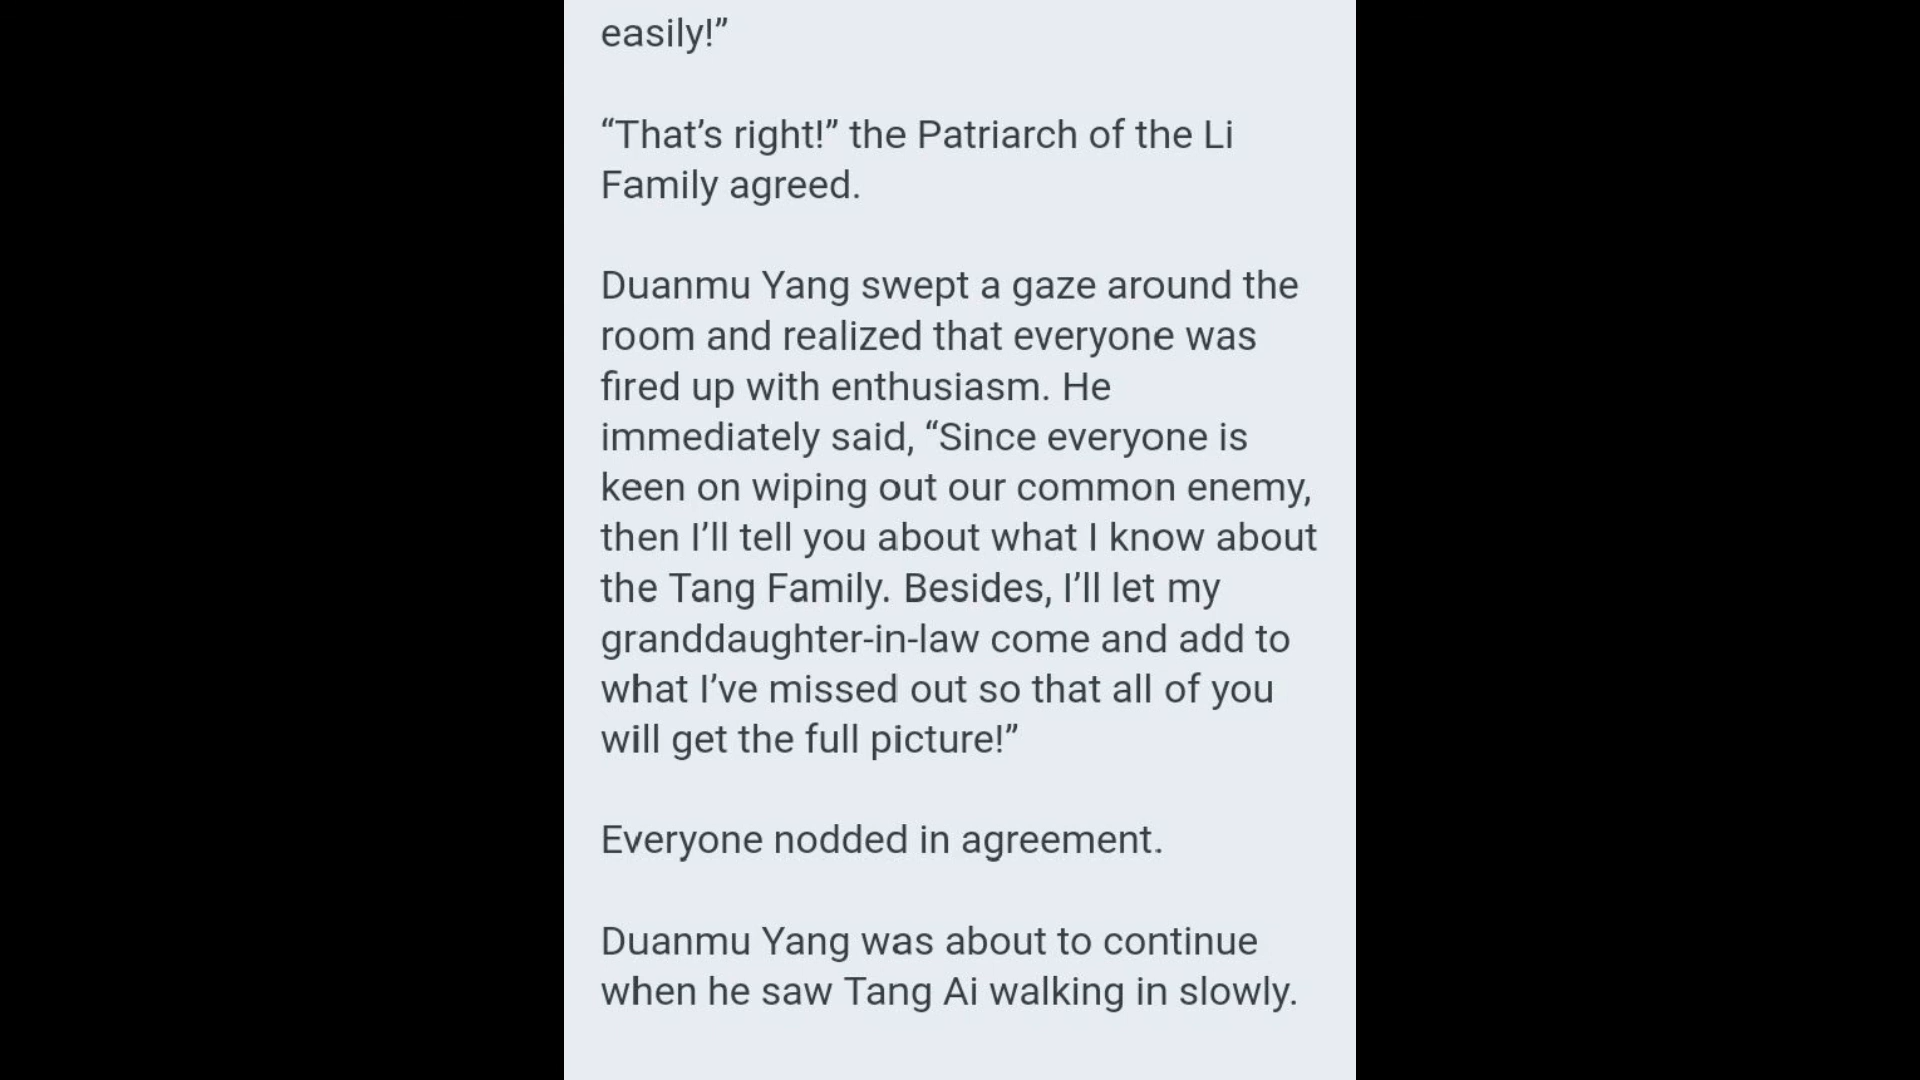 easily!”
“That’s right!” the Patriarch of the Li
Family agreed.
Duanmu Yang swept a gaze around the
room and realized that everyone was
fired up with enthusiasm. He
immediately said, “Since everyone is
keen on wiping out our common enemy,
then I’ll tell you about what I know about
the Tang Family. Besides, I’ll let my
granddaughter-in-law come and add to
what I’ve missed out so that all of you
will get the full picture!”
Everyone nodded in agreement.
Duanmu Yang was about to continue
when he saw Tang Ai walking in slowly.